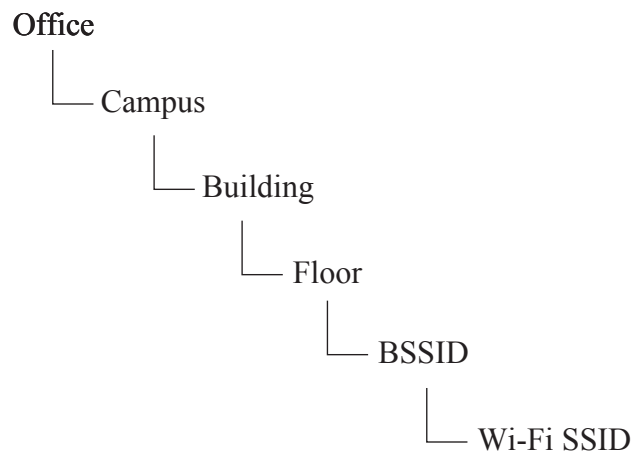 Office
Campus
Building
Floor
BSSID
Wi-Fi SSID